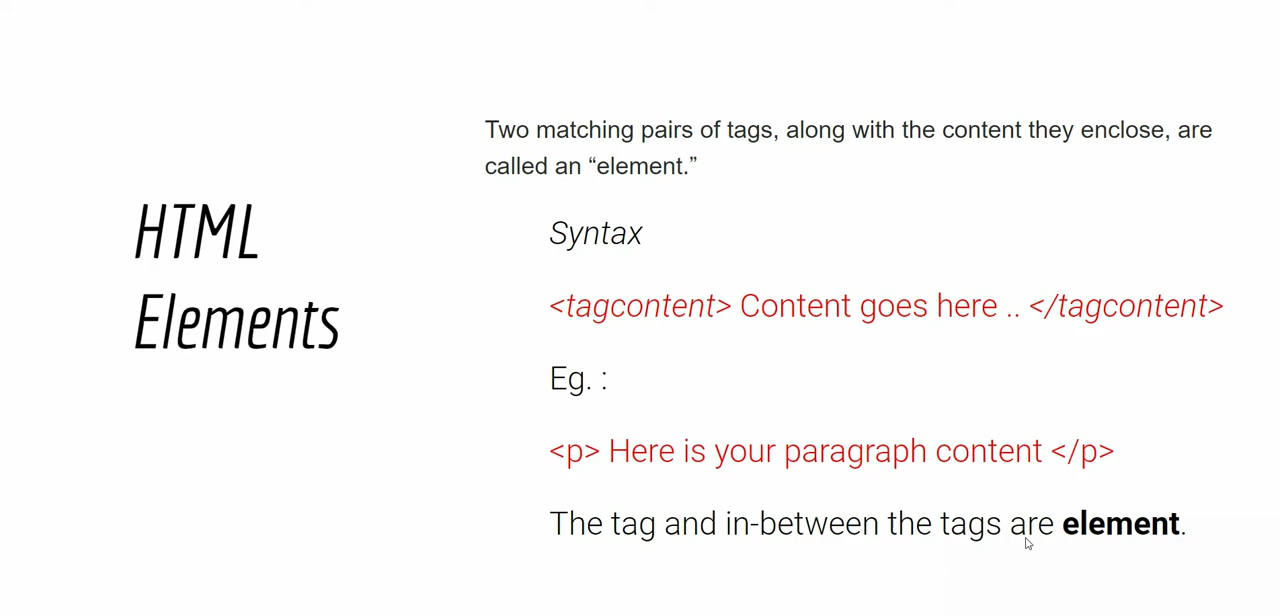 HTML
Elements
Two matching pairs of tags, along with the content they enclose, are
called an “element.”
Syntax
<tagcontent> Content goes here .. </tagcontent>
Eg. :
<p> Here is your paragraph content </p>
The tag and in-between the tags are element.